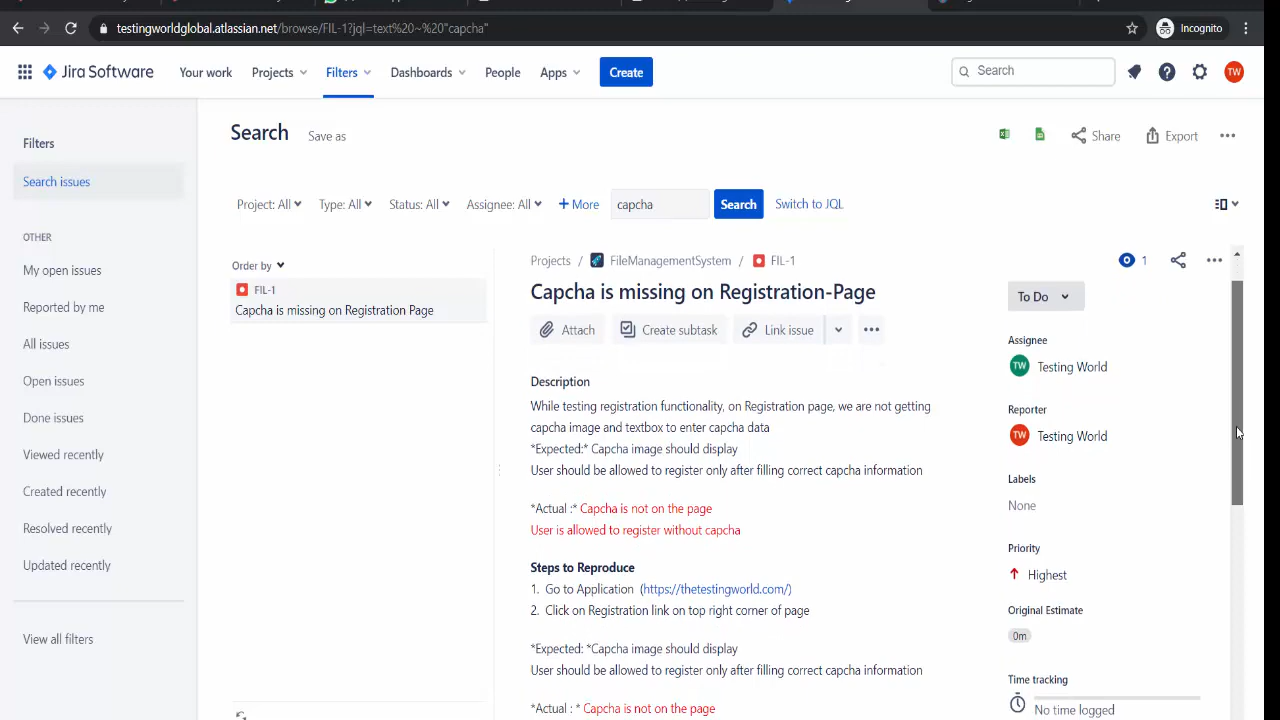 testingworldglobal.atlassian.net/browse/FIL-1?jql=text%20~%20"capcha"
Incognito
Jira Software
Your work
Projects
Filters
Dashboards
People
Apps
Create
Search
TW
Filters
Search issues
OTHER
My open issues
Reported by me
All issues
Open issues
Done issues
Viewed recently
Created recently
Resolved recently
Updated recently
View all filters
Search
Save as
Share
Export
Project: All
Type: All
Status: All
Assignee: All
+ More
capcha
Search
Switch to JQL
Order by
FIL-1
Capcha is missing on Registration Page
Projects / FileManagementSystem / FIL-1
1
Capcha is missing on Registration-Page
Attach
Create subtask
Link issue
Description
While testing registration functionality, on Registration page, we are not getting
capcha image and textbox to enter capcha data
*Expected:* Capcha image should display
User should be allowed to register only after filling correct capcha information
*Actual :* Capcha is not on the page
User is allowed to register without capcha
Steps to Reproduce
1. Go to Application (https://thetestingworld.com/)
2. Click on Registration link on top right corner of page
*Expected: *Capcha image should display
User should be allowed to register only after filling correct capcha information
*Actual : * Capcha is not on the page
To Do
Assignee
TW Testing World
Reporter
TW Testing World
Labels
None
Priority
Highest
Original Estimate
0m
Time tracking
No time logged